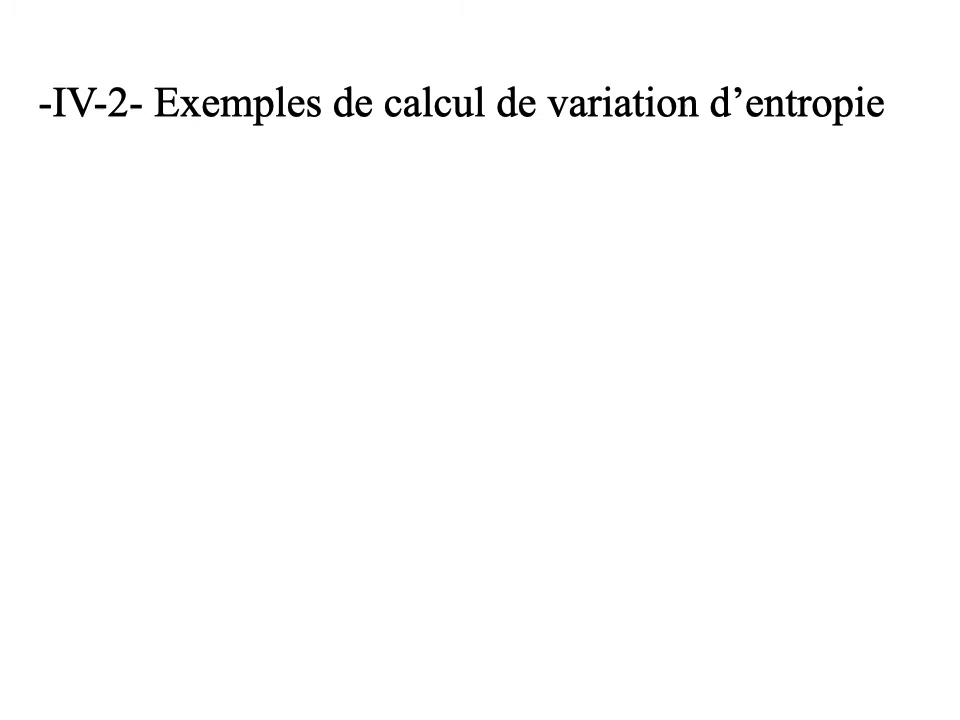 -IV-2- Exemples de calcul de variation d’entropie